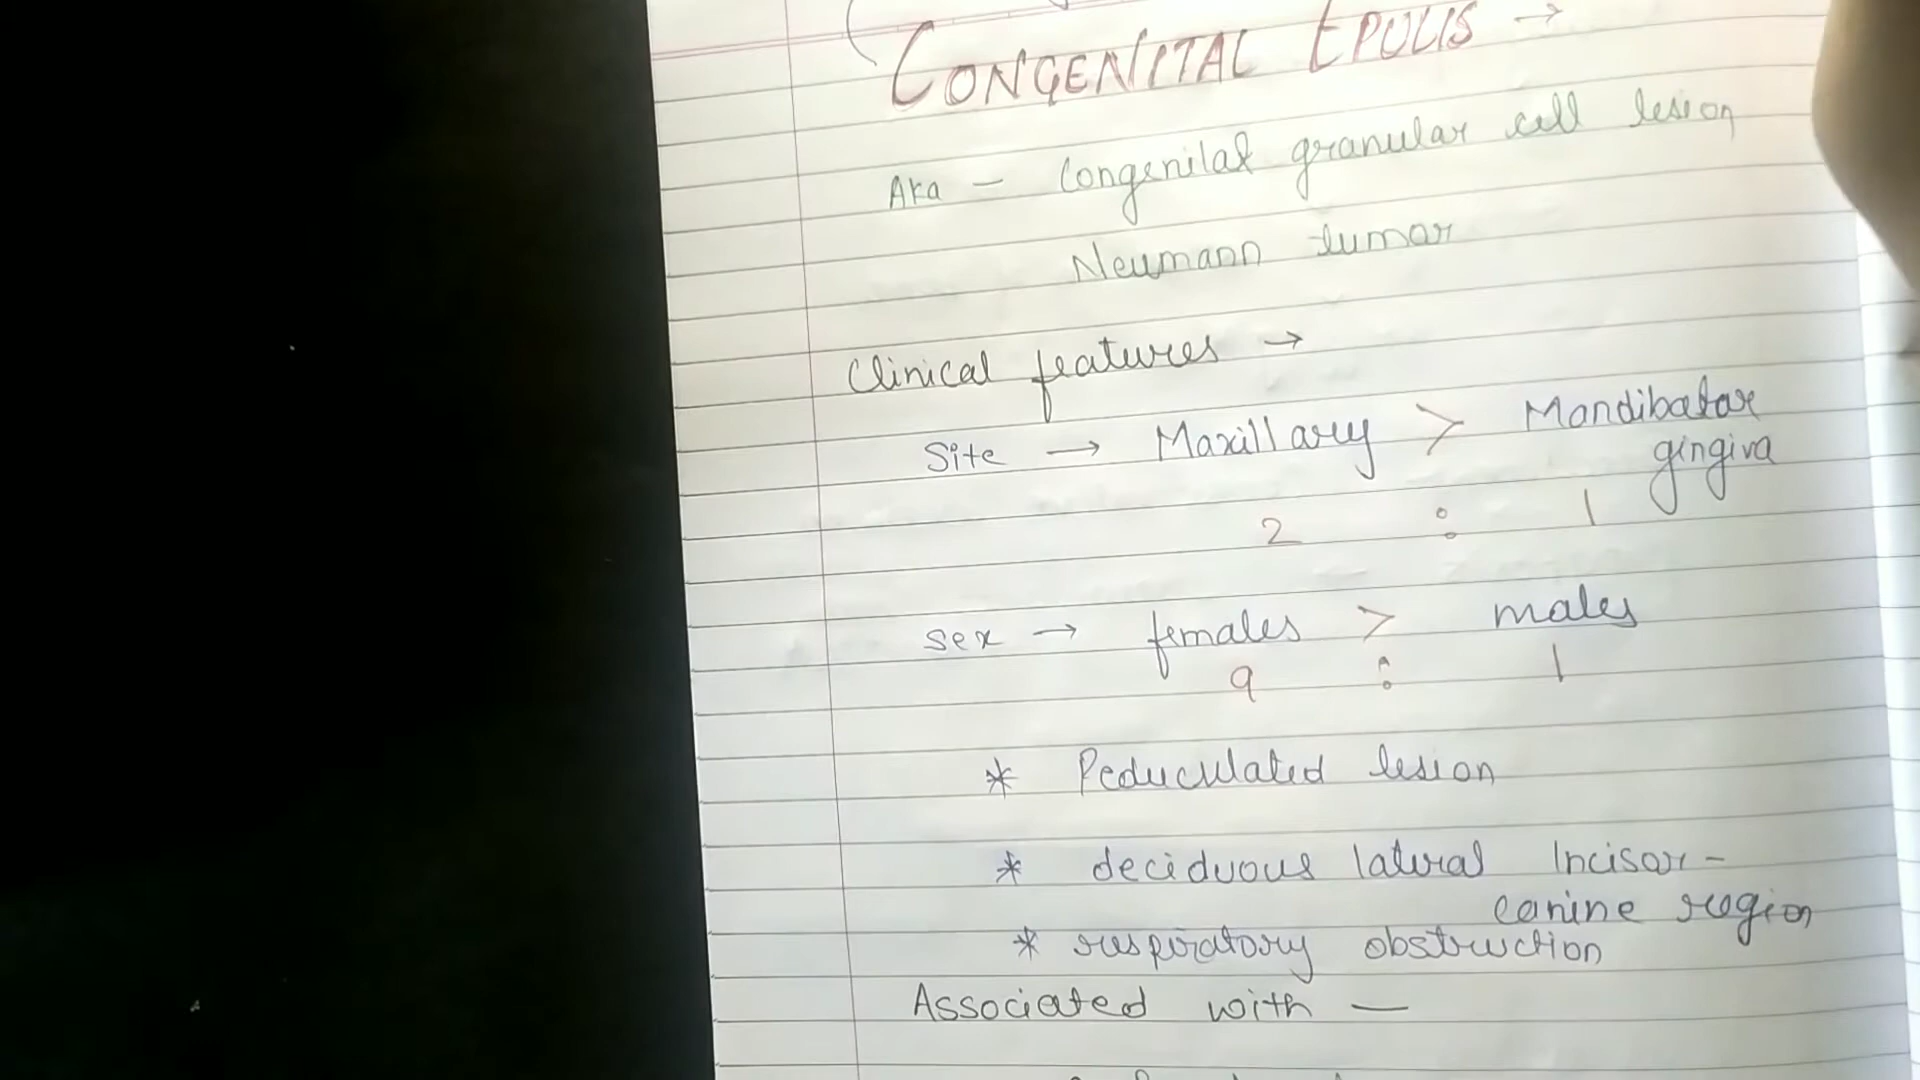 CONGENITAL EPULIS →
Aka - Congenital granular cell lesion
Neumann tumor
Clinical features →
Site → Maxillary > Mandibular
gingiva
2 : 1
sex → females > males
9 : 1
* Peduculated lesion
* deciduous lateral Incisor -
canine region
* respiratory obstruction
Associated with —